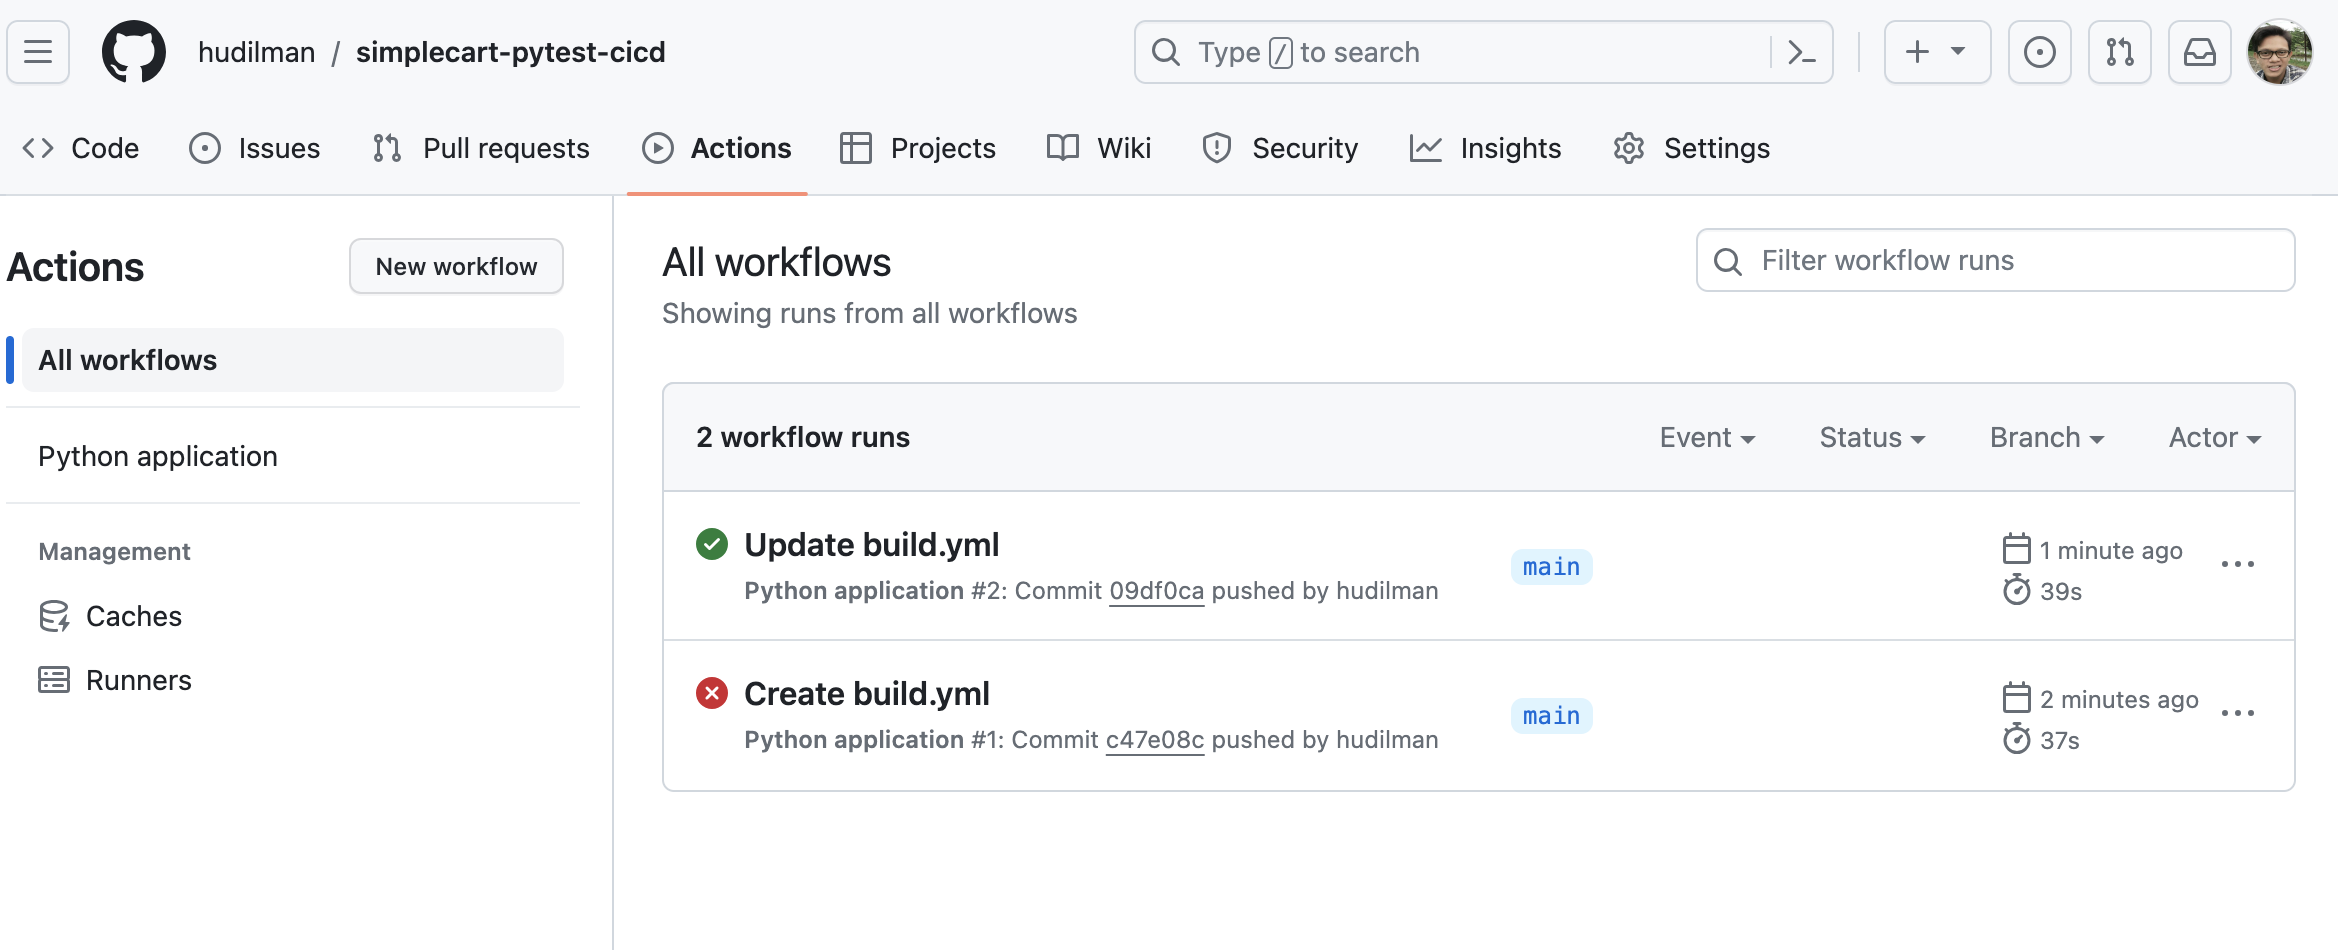 hudilman / simplecart-pytest-cicd
Type / to search
Code Issues Pull requests Actions Projects Wiki Security Insights Settings
Actions
New workflow
All workflows
Python application
Management
Caches
Runners
All workflows
Showing runs from all workflows
Filter workflow runs
2 workflow runs
Event Status Branch Actor
Update build.yml
Python application #2: Commit 09df0ca pushed by hudilman
main
1 minute ago
39s
Create build.yml
Python application #1: Commit c47e08c pushed by hudilman
main
2 minutes ago
37s